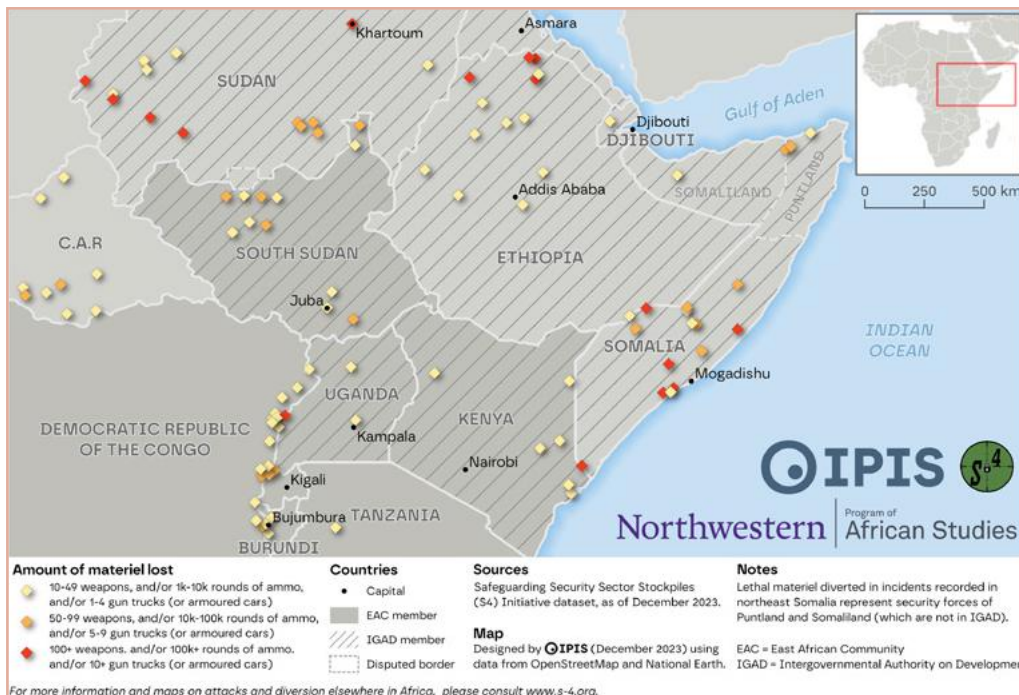 Asmara
Khartoum
SUDAN
Gulof of Aden
Djibouti
DJIBOUTI
SOMALILAND
PUNTLAND
0 250 500 km
Addis Ababa
ETHIOPIA
C.A.R
SOUTH SUDAN
Juba
SOMALIA
Mogadishu
INDIAN
OCEAN
UGANDA
Kampala
KENYA
Nairobi
DEMOCRATIC REPUBLIC
OF THE CONGO
Kigali
Bujumbura
BURUNDI
TANZANIA
IPIS
S4
Northwestern
Program of
African Studies
Amount of materiel lost
10-49 weapons, and/or 1k-10k rounds of ammo,
and/or 1-4 gun trucks (or armoured cars)
50-99 weapons, and/or 10k-100k rounds of ammo,
and/or 5-9 gun trucks (or armoured cars)
100+ weapons. and/or 100k+ rounds of ammo.
and/or 10+ gun trucks (or armoured cars)
Countries
Capital
EAC member
IGAD member
Disputed border
Sources
Safeguarding Security Sector Stockpiles
(S4) Initiative dataset, as of December 2023.
Map
Designed by IPIS (December 2023) using
data from OpenStreetMap and Natural Earth.
Notes
Lethal materiel diverted in incidents recorded in
northeast Somalia represent security forces of
Puntland and Somaliland (which are not in IGAD).
EAC = East African Community
IGAD = Intergovernmental Authority on Developmen
For more information and maps on attacks and diversion elsewhere in Africa, please consult www.s-4.org.